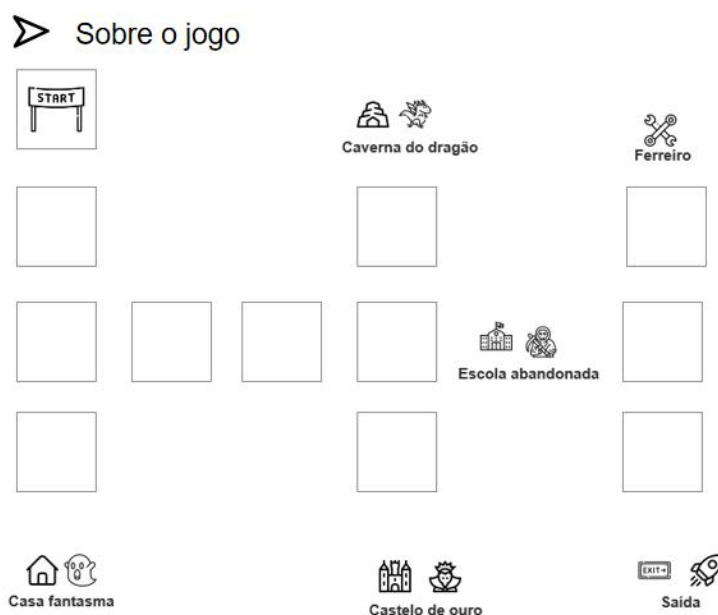 Sobre o jogo
START
Caverna do dragão
Ferreiro
Escola abandonada
EXIT
Casa fantasma
Castelo de ouro
Saída